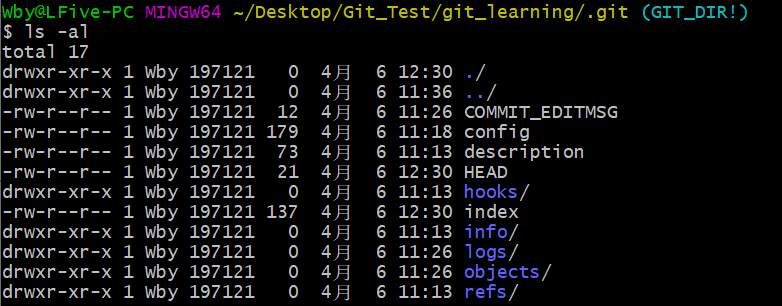 Wby@LFive-PC MINGW64 ~/Desktop/Git_Test/git_learning/.git (GIT_DIR!)
$ ls -al
total 17
drwxr-xr-x 1 Wby 197121   0  4月   6 12:30 ./
drwxr-xr-x 1 Wby 197121   0  4月   6 11:36 ../
-rw-r--r-- 1 Wby 197121  12  4月   6 11:26 COMMIT_EDITMSG
-rw-r--r-- 1 Wby 197121 179  4月   6 11:18 config
-rw-r--r-- 1 Wby 197121  73  4月   6 11:13 description
-rw-r--r-- 1 Wby 197121  21  4月   6 12:30 HEAD
drwxr-xr-x 1 Wby 197121   0  4月   6 11:13 hooks/
-rw-r--r-- 1 Wby 197121 137  4月   6 12:30 index
drwxr-xr-x 1 Wby 197121   0  4月   6 11:13 info/
drwxr-xr-x 1 Wby 197121   0  4月   6 11:26 logs/
drwxr-xr-x 1 Wby 197121   0  4月   6 11:26 objects/
drwxr-xr-x 1 Wby 197121   0  4月   6 11:13 refs/